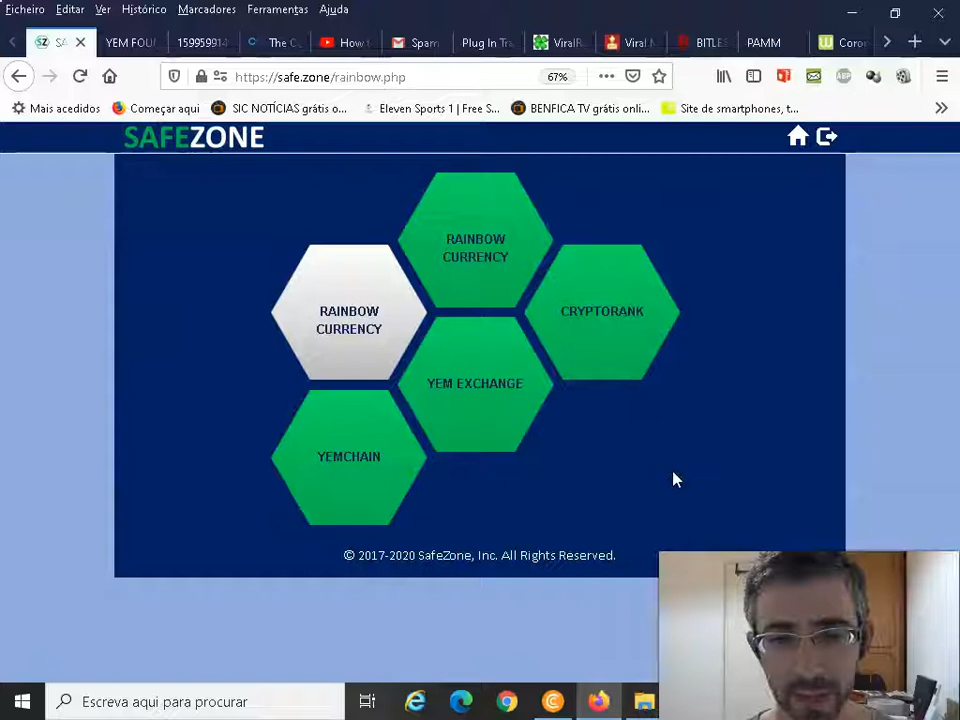 Ficheiro Editar Ver Histórico Marcadores Ferramentas Ajuda
SA YEM FOU 159959914 The C How t Spam Plug In Tra ViralR Viral M BITLES PAMM Coro
https://safe.zone/rainbow.php 67%
Mais acedidos Começar aqui SIC NOTÍCIAS grátis o... Eleven Sports 1 | Free S... BENFICA TV grátis onli... Site de smartphones, t...
SAFEZONE
RAINBOW
CURRENCY
RAINBOW
CURRENCY
CRYPTORANK
YEM EXCHANGE
YEMCHAIN
© 2017-2020 SafeZone, Inc. All Rights Reserved.
Escreva aqui para procurar